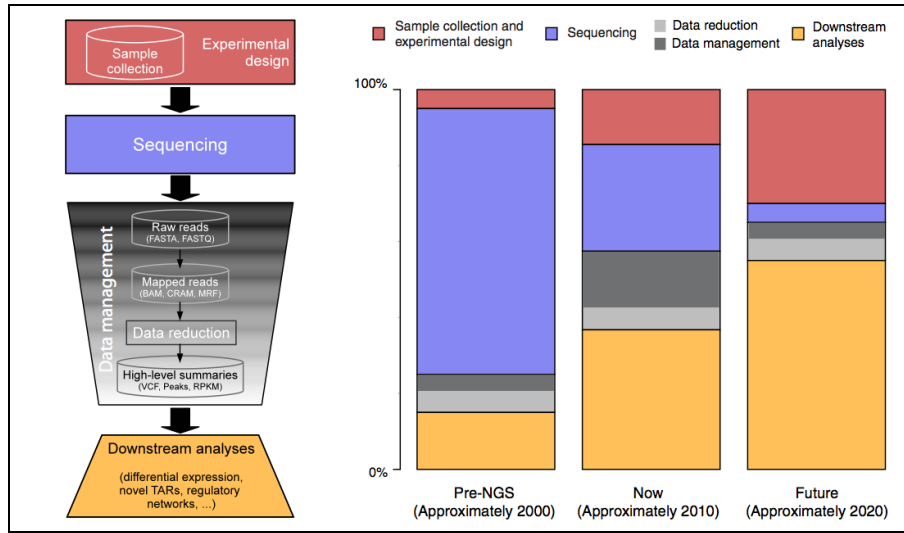 Sample
collection
Experimental
design
Sequencing
Data management
Raw reads
(FASTA, FASTQ)
Mapped reads
(BAM, CRAM, MRF)
Data reduction
High-level summaries
(VCF, Peaks, RPKM)
Downstream analyses
(differential expression,
novel TARs, regulatory
networks, ...)
Sample collection and
experimental design
Sequencing
Data reduction
Data management
Downstream
analyses
100%
0%
Pre-NGS
(Approximately 2000)
Now
(Approximately 2010)
Future
(Approximately 2020)